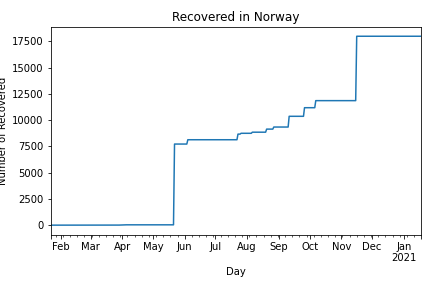 Recovered in Norway
Number of Recovered
17500
15000
12500
10000
7500
5000
2500
0
Feb Mar Apr May Jun Jul Aug Sep Oct Nov Dec Jan
2021
Day